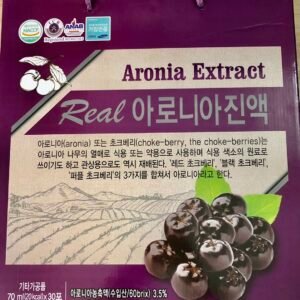 HACCP
Aronia Extract
Real 아로니아진액
아로니아(aronia) 또는 초크베리(choke-berry, the choke-berries)는
아로니아 나무의 열매로 식용 또는 약용으로 사용하며 식용 색소의 원료로
쓰이기도 하고 관상용으로도 역시 재배된다. '레드 초크베리', '블랙 초크베리',
'퍼플 초크베리'의 3가지를 합쳐서 아로니아라고 한다.
기타가공품
70 ml (20kcal) x 30포
아로니아농축액(수입산/60brix) 3.5%